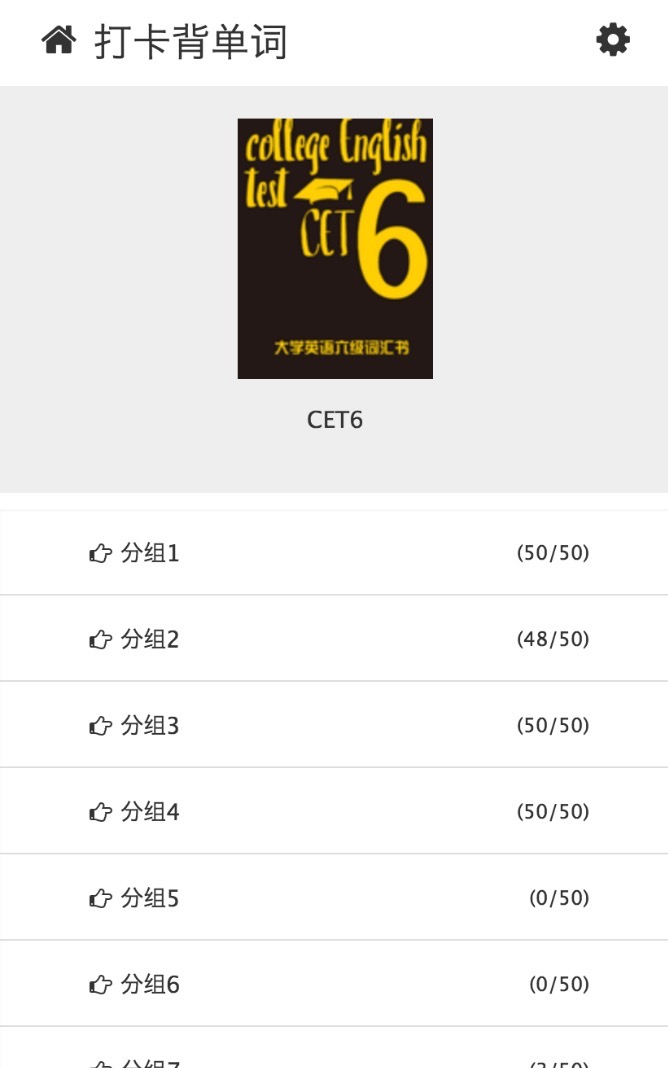 打卡背单词
college English
test
CET 6
大学英语六级词汇书
CET6
分组1 (50/50)
分组2 (48/50)
分组3 (50/50)
分组4 (50/50)
分组5 (0/50)
分组6 (0/50)